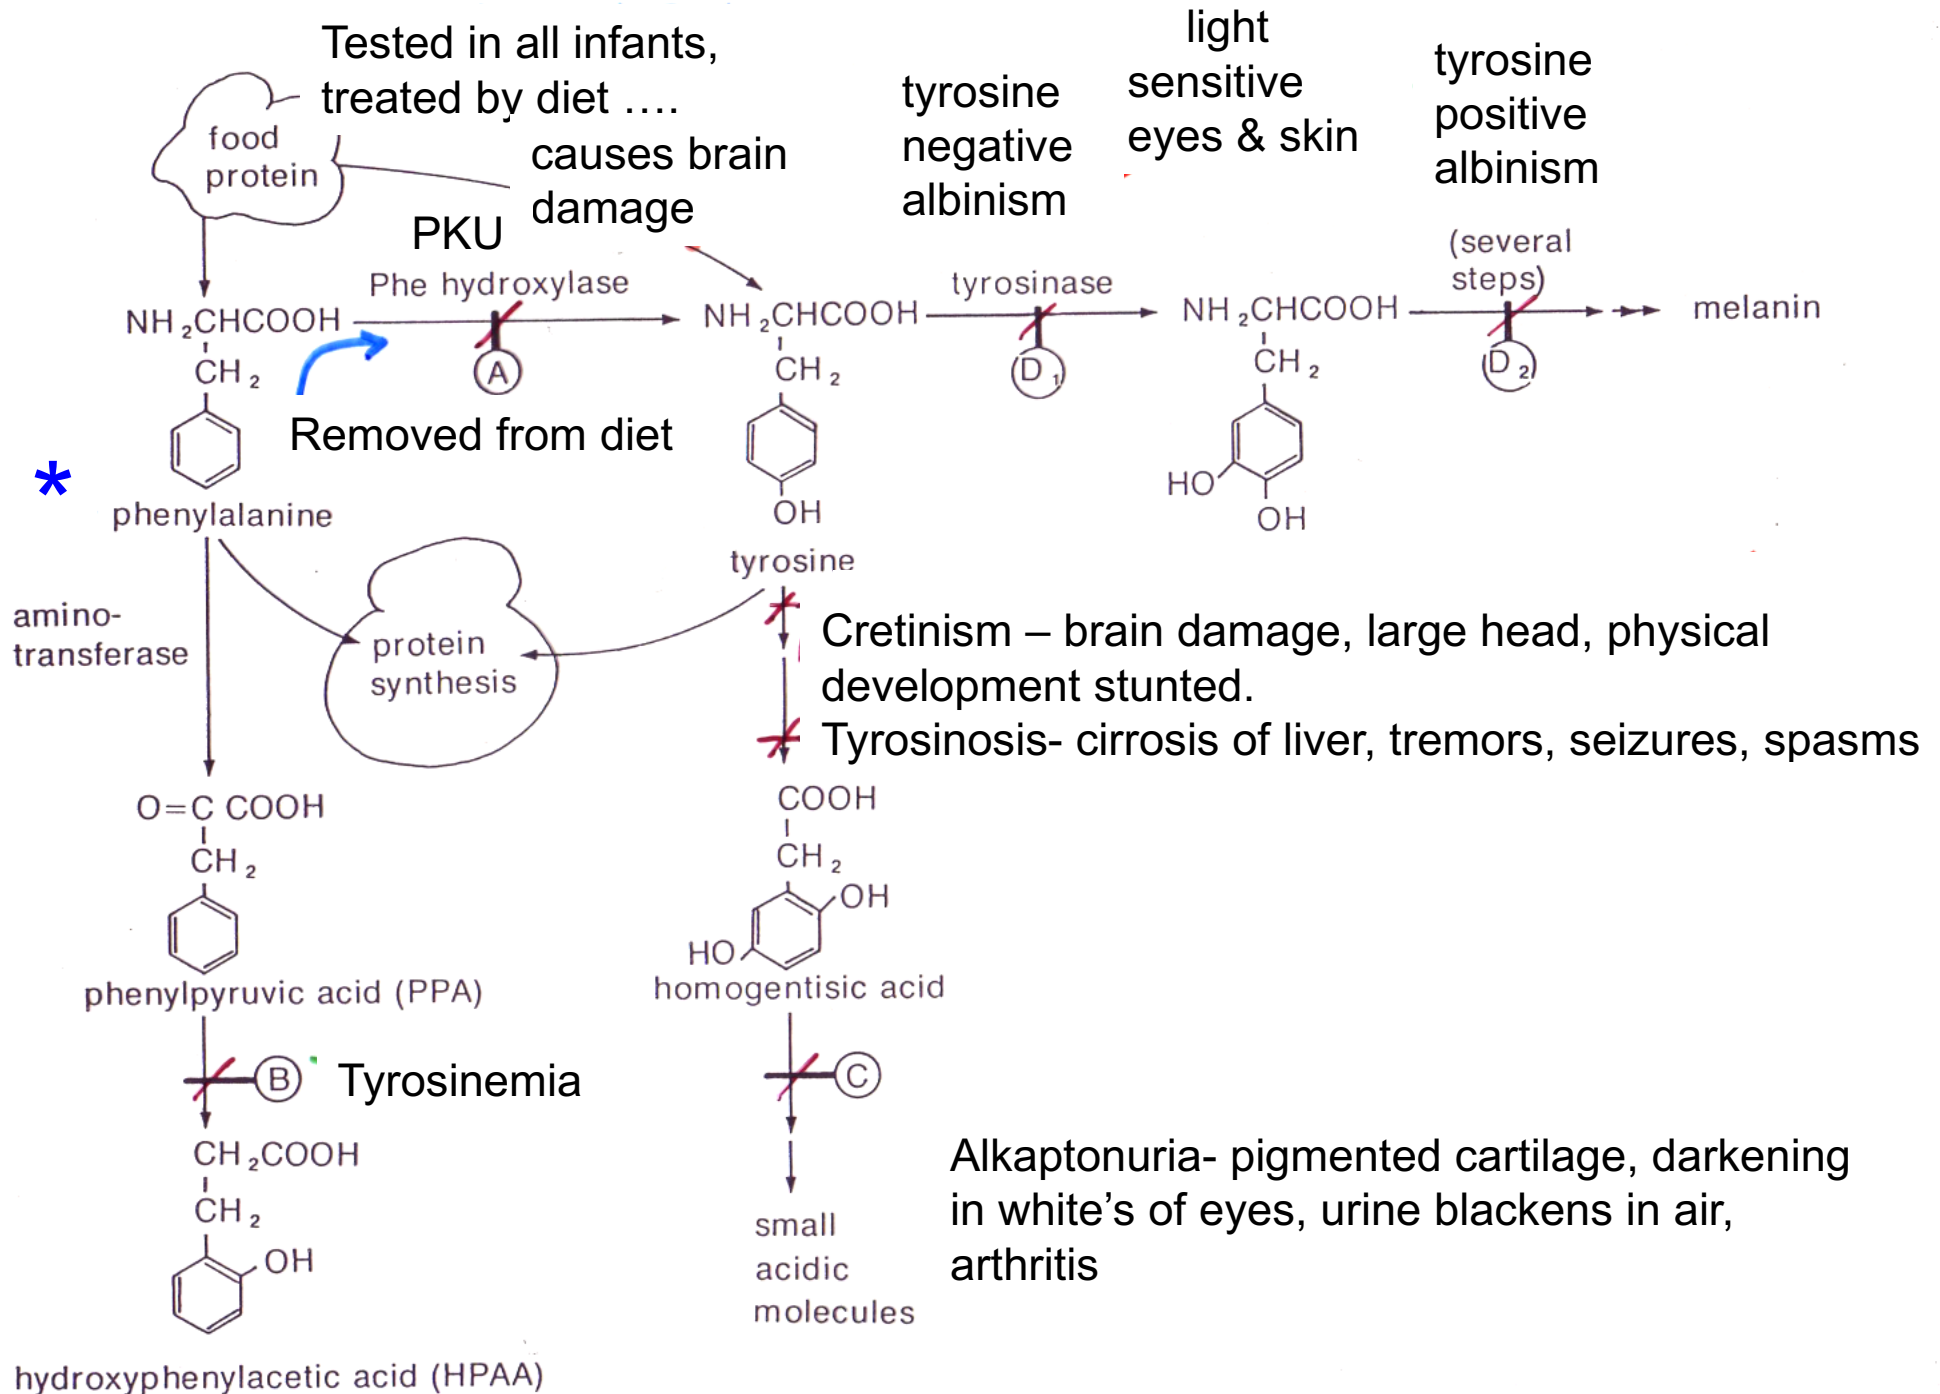 Tested in all infants,
treated by diet ....
causes brain
damage
food
protein
PKU
tyrosine
negative
albinism
light
sensitive
eyes & skin
tyrosine
positive
albinism
(several
steps)
Phe hydroxylase
tyrosinase
NH₂CHCOOH
NH₂CHCOOH
NH₂CHCOOH
melanin
CH₂
A
CH₂
D₁
CH₂
D₂
Removed from diet
*
HO
OH
OH
phenylalanine
tyrosine
amino-
transferase
protein
synthesis
Cretinism – brain damage, large head, physical
development stunted.
Tyrosinosis- cirrosis of liver, tremors, seizures, spasms
O=C COOH
CH₂
COOH
CH₂
OH
HO
phenylpyruvic acid (PPA)
homogentisic acid
B
Tyrosinemia
C
CH₂COOH
CH₂
OH
Alkaptonuria- pigmented cartilage, darkening
in white's of eyes, urine blackens in air,
arthritis
small
acidic
molecules
hydroxyphenylacetic acid (HPAA)